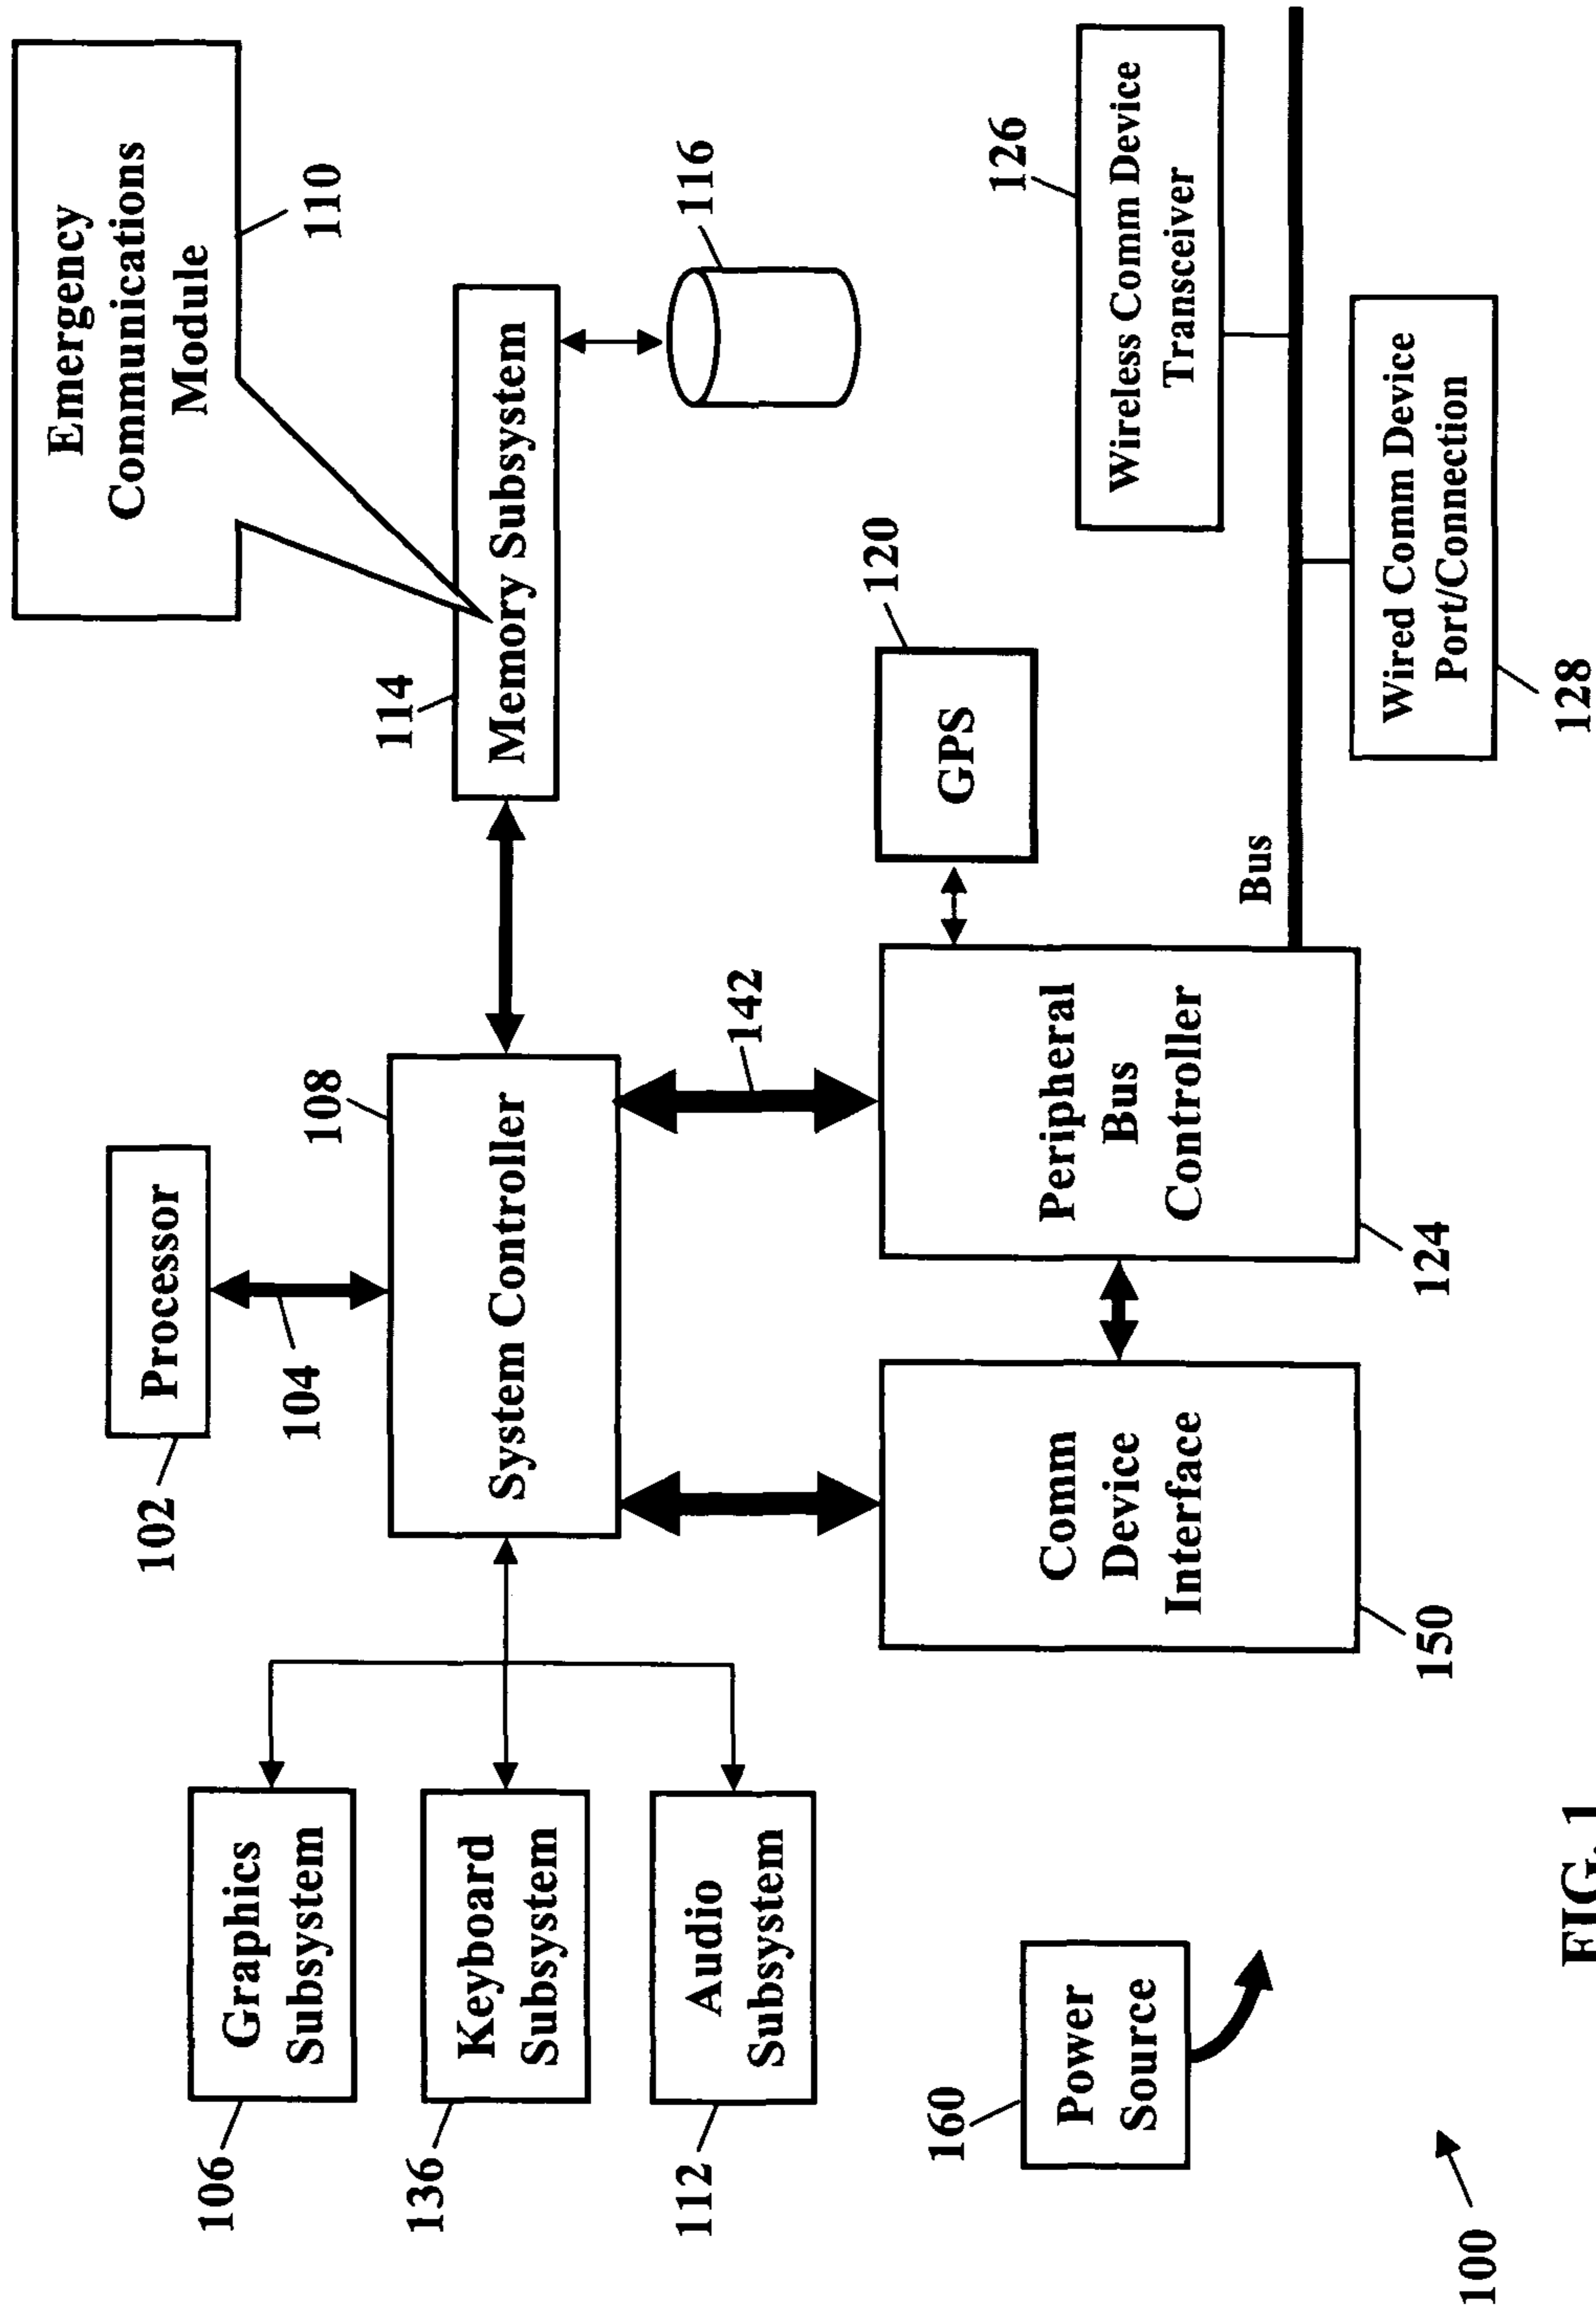 Emergency
Communications
Module
110
Processor
102
104
108
System Controller
114
Memory Subsystem
116
106
Graphics
Subsystem
136
Keyboard
Subsystem
112
Audio
Subsystem
142
120
GPS
126
Wireless Comm Device
Transceiver
Comm
Device
Interface
150
Peripheral
Bus
Controller
124
Bus
Wired Comm Device
Port/Connection
128
160
Power
Source
100
FIG. 1